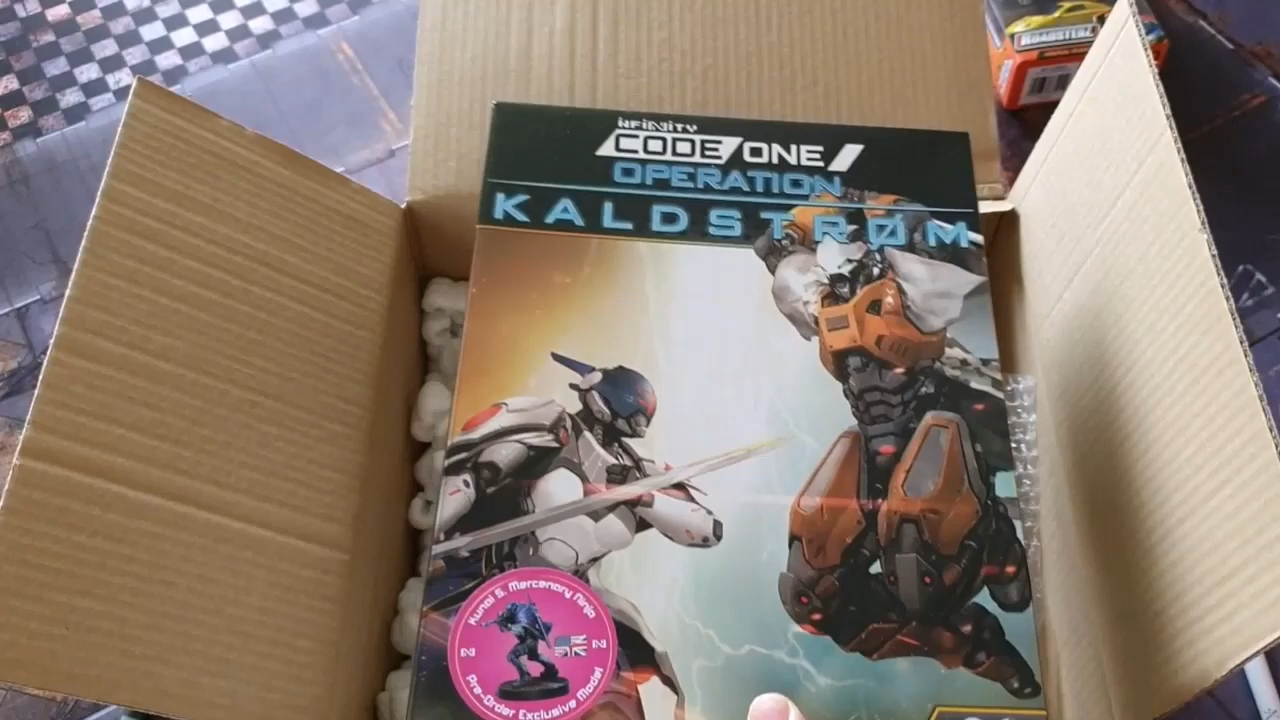 ROADSTERZ
INFINITY
CODE ONE
OPERATION
KALDSTRØM
Kunai S. Mercenary Ninja
Pre-Order Exclusive Model